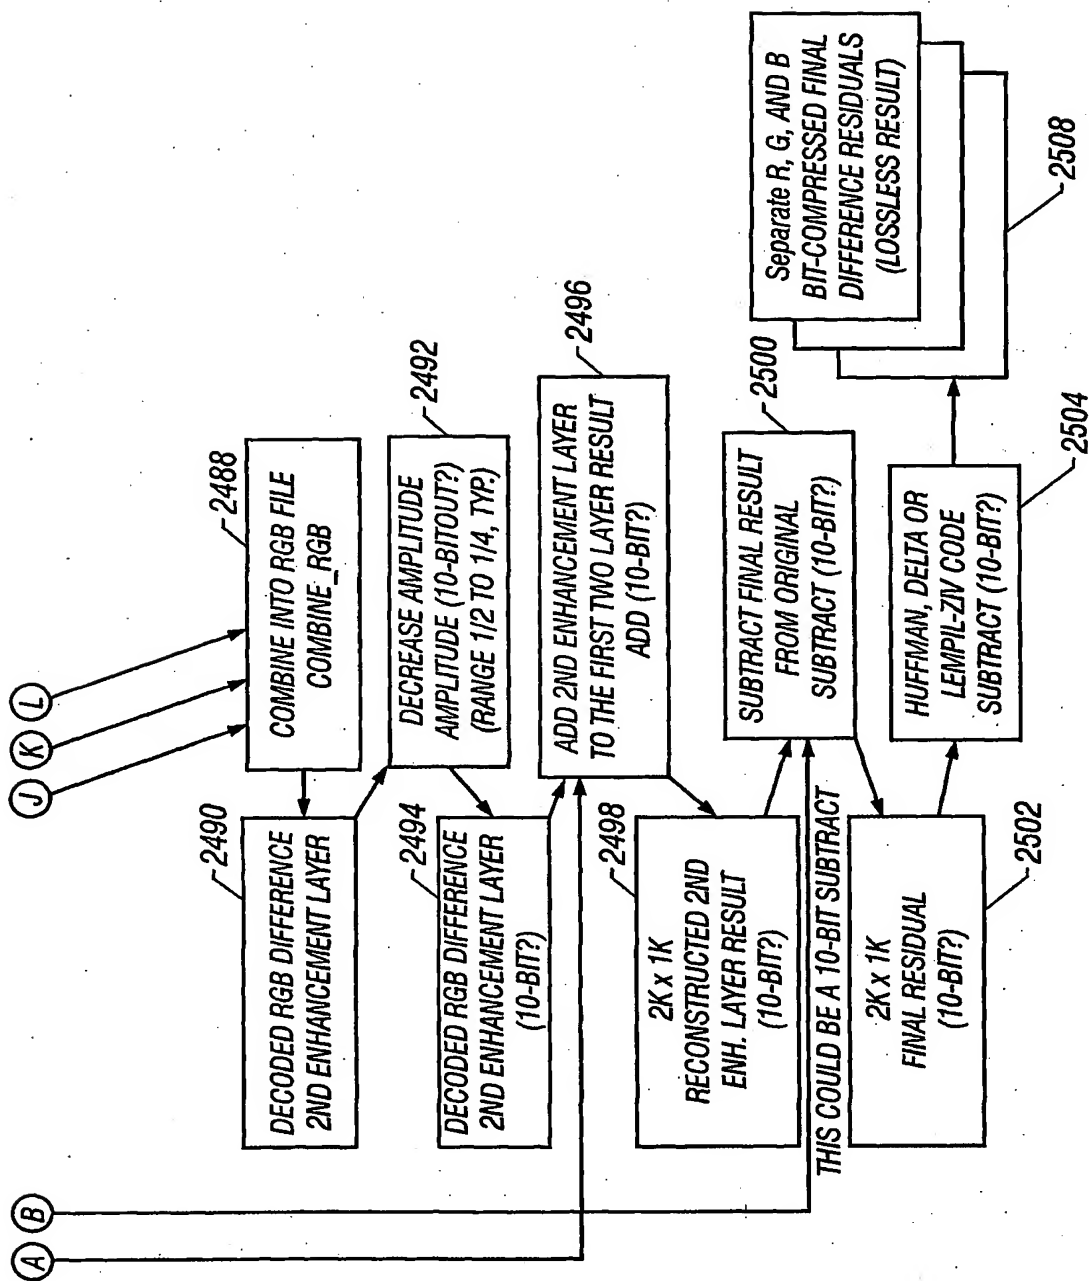 J
K
L
A
B
2488
COMBINE INTO RGB FILE
COMBINE_RGB
2490
DECODED RGB DIFFERENCE
2ND ENHANCEMENT LAYER
2492
DECREASE AMPLITUDE
AMPLITUDE (10-BITOUT?)
(RANGE 1/2 TO 1/4, TYP.)
2494
DECODED RGB DIFFERENCE
2ND ENHANCEMENT LAYER
(10-BIT?)
2496
ADD 2ND ENHANCEMENT LAYER
TO THE FIRST TWO LAYER RESULT
ADD (10-BIT?)
2498
2K x 1K
RECONSTRUCTED 2ND
ENH. LAYER RESULT
(10-BIT?)
2500
SUBTRACT FINAL RESULT
FROM ORIGINAL
SUBTRACT (10-BIT?)
THIS COULD BE A 10-BIT SUBTRACT
2K x 1K
FINAL RESIDUAL
(10-BIT?)
2502
HUFFMAN, DELTA OR
LEMPIL-ZIV CODE
SUBTRACT (10-BIT?)
2504
Separate R, G, AND B
BIT-COMPRESSED FINAL
DIFFERENCE RESIDUALS
(LOSSLESS RESULT)
2508